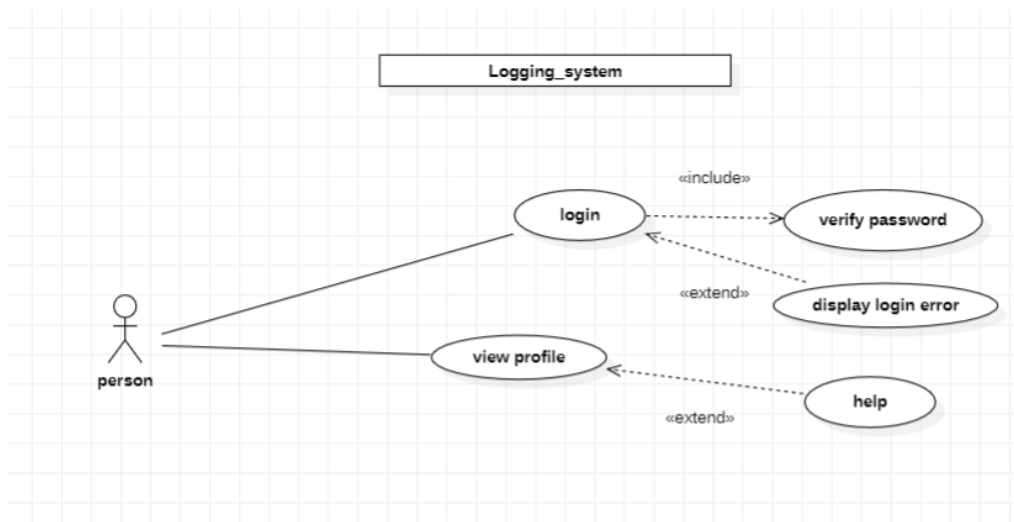 Logging_system
«include»
login
verify password
«extend»
display login error
person
view profile
help
«extend»